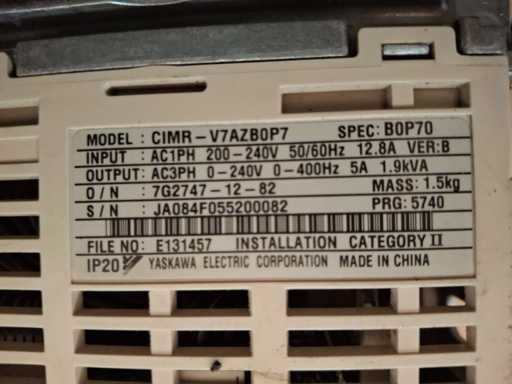 MODEL : CIMR-V7AZB0P7 SPEC: B0P70
INPUT : AC1PH 200-240V 50/60Hz 12.8A VER:B
OUTPUT: AC3PH 0-240V 0-400Hz 5A 1.9kVA
O / N : 7G2747-12-82 MASS: 1.5kg
S / N : JA084F055200082 PRG: 5740
FILE NO: E131457 INSTALLATION CATEGORY II
IP20 YASKAWA ELECTRIC CORPORATION MADE IN CHINA